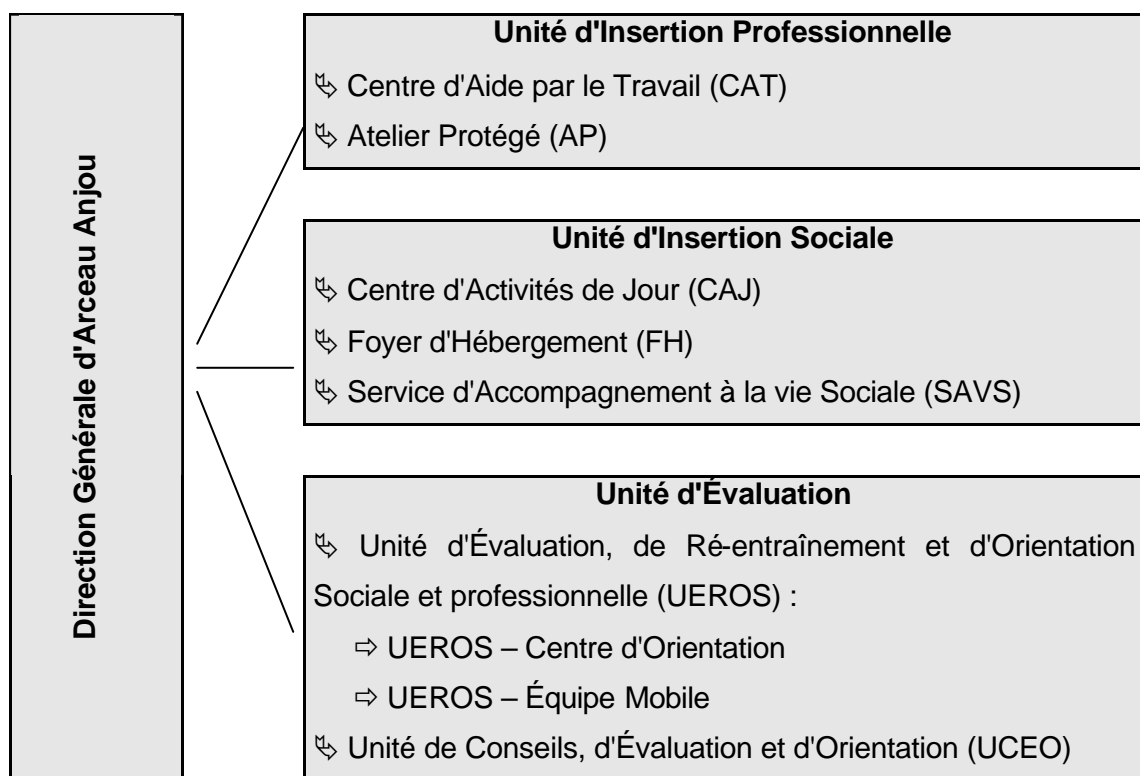 Direction Générale d'Arceau Anjou
Unité d'Insertion Professionnelle
Centre d'Aide par le Travail (CAT)
Atelier Protégé (AP)
Unité d'Insertion Sociale
Centre d'Activités de Jour (CAJ)
Foyer d'Hébergement (FH)
Service d'Accompagnement à la vie Sociale (SAVS)
Unité d'Évaluation
Unité d'Évaluation, de Ré-entraînement et d'Orientation
Sociale et professionnelle (UEROS) :
⇨ UEROS – Centre d'Orientation
⇨ UEROS – Équipe Mobile
Unité de Conseils, d'Évaluation et d'Orientation (UCEO)